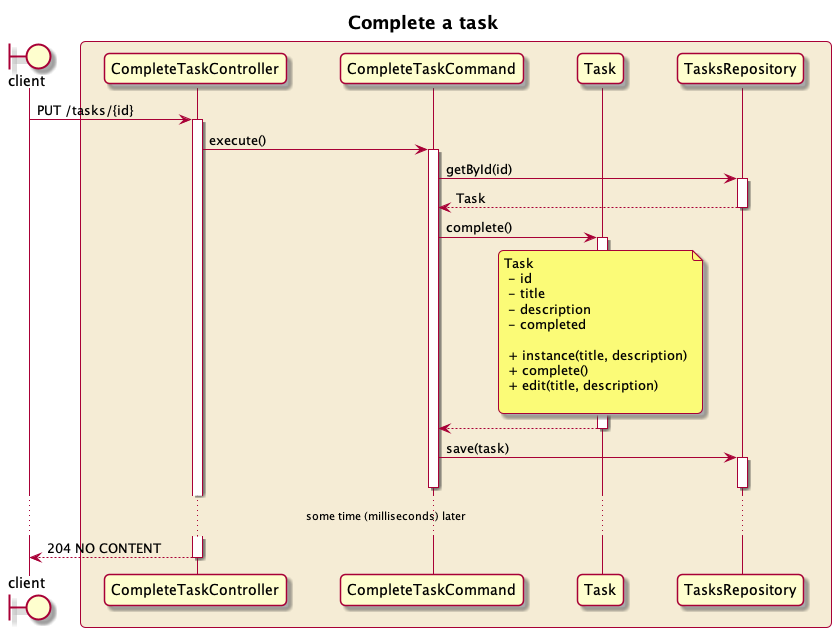 Complete a task
client
CompleteTaskController
CompleteTaskCommand
Task
TasksRepository
PUT /tasks/{id}
execute()
getById(id)
Task
complete()
Task
- id
- title
- description
- completed
+ instance(title, description)
+ complete()
+ edit(title, description)
save(task)
some time (milliseconds) later
204 NO CONTENT
client
CompleteTaskController
CompleteTaskCommand
Task
TasksRepository